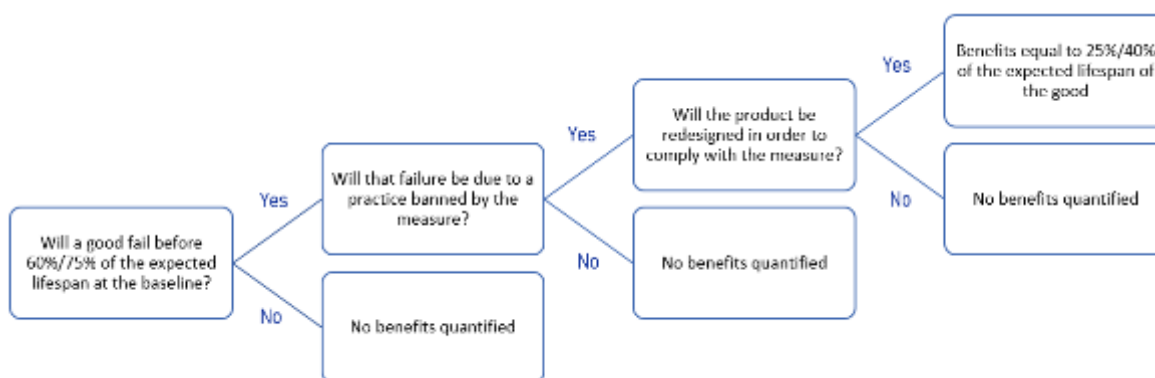 Will a good fail before
60%/75% of the expected
lifespan at the baseline?
Yes
No
Will that failure be due to a
practice banned by the
measure?
No benefits quantified
Yes
No
Will the product be
redesigned in order to
comply with the measure?
No benefits quantified
Yes
No
Benefits equal to 25%/40%
of the expected lifespan of
the good
No benefits quantified